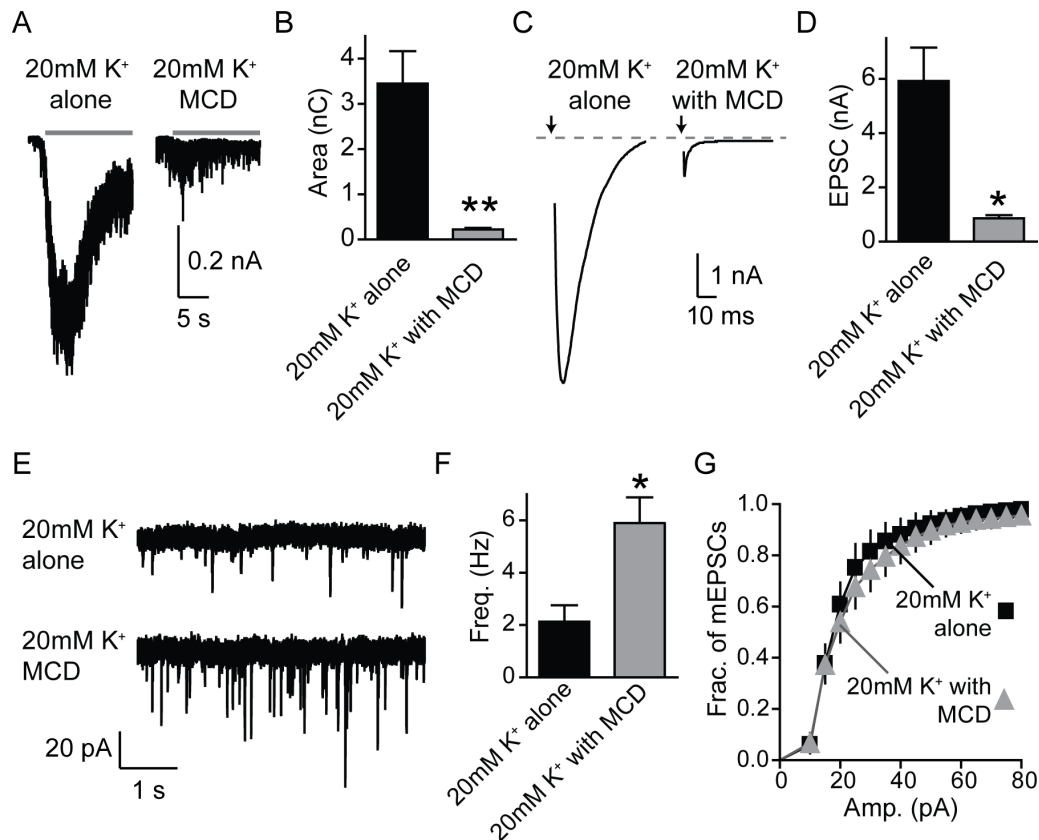 A
20mM K⁺
alone
20mM K⁺
MCD
0.2 nA
5 s
B
Area (nC)
4
3
2
1
0
**
20mM K⁺ alone
20mM K⁺ with MCD
C
20mM K⁺
alone
20mM K⁺
with MCD
1 nA
10 ms
D
EPSC (nA)
6
4
2
0
*
20mM K⁺ alone
20mM K⁺ with MCD
E
20mM K⁺
alone
20mM K⁺
MCD
20 pA
1 s
F
Freq. (Hz)
6
4
2
0
*
20mM K⁺ alone
20mM K⁺ with MCD
G
Frac. of mEPSCs
1.0
0.8
0.6
0.4
0.2
0.0
20mM K⁺
alone
20mM K⁺ with
MCD
0 20 40 60 80
Amp. (pA)